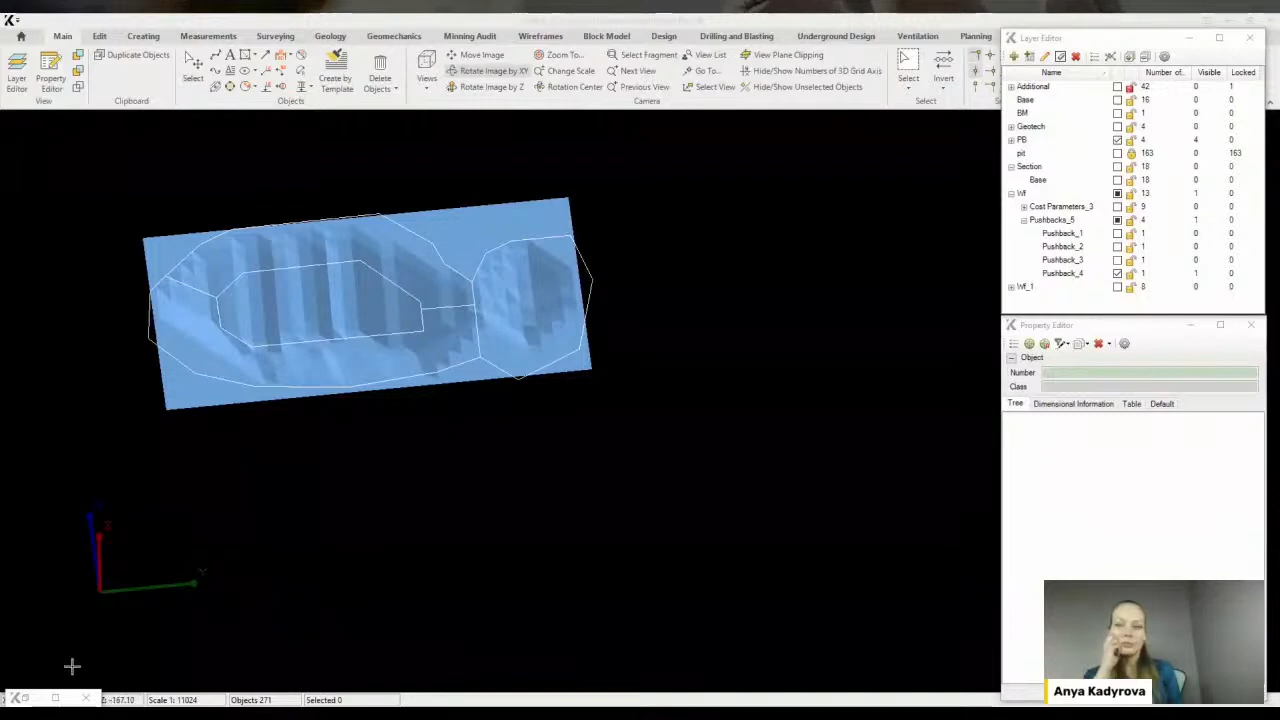 Main Edit Creating Measurements Surveying Geology Geomechanics Mining Audit Wireframes Block Model Design Drilling and Blasting Underground Design Ventilation Planning
Layer Editor
Property Editor
View
Duplicate Objects
Clipboard
Select
Create by Template
Delete Objects
Objects
Views
Move Image
Rotate Image by XY
Rotate Image by Z
Zoom To...
Change Scale
Rotation Center
Select Fragment
Next View
Previous View
View List
Go To...
Select View
View Plane Clipping
Hide/Show Numbers of 3D Grid Axis
Hide/Show Unselected Objects
Camera
Select
Invert
Select
Layer Editor
Name Number of.. Visible Locked
Additional 42 0 1
Base 16 0 0
BM 1 0 0
Geotech 4 0 0
PB 4 4 0
pit 163 0 163
Section 18 0 0
Base 18 0 0
Wf 13 1 0
Cost Parameters_3 9 0 0
Pushbacks_5 4 1 0
Pushback_1 1 0 0
Pushback_2 1 0 0
Pushback_3 1 0 0
Pushback_4 1 1 0
Wf_1 8 0 0
Property Editor
Object
Number
Class
Tree Dimensional Information Table Default
Y
Anya Kadyrova
Z: -167.10 Scale 1: 11024 Objects 271 Selected 0